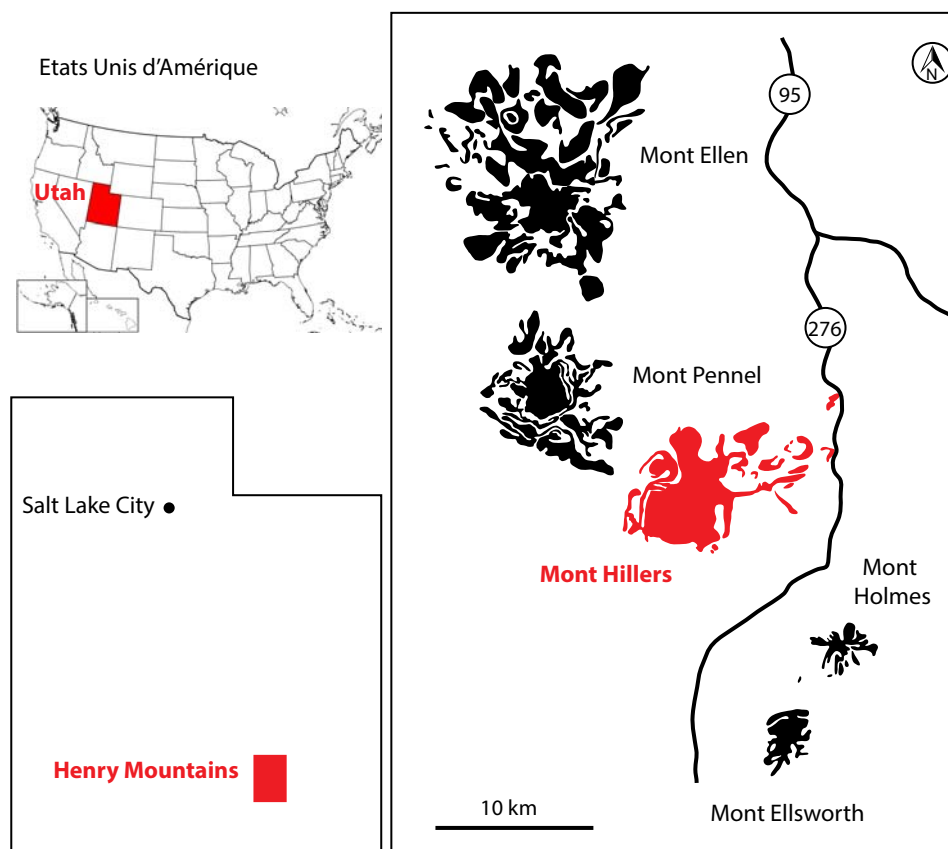 Etats Unis d'Amérique
Utah
Salt Lake City
Henry Mountains
N
95
Mont Ellen
276
Mont Pennel
Mont Hillers
Mont
Holmes
Mont Ellsworth
10 km